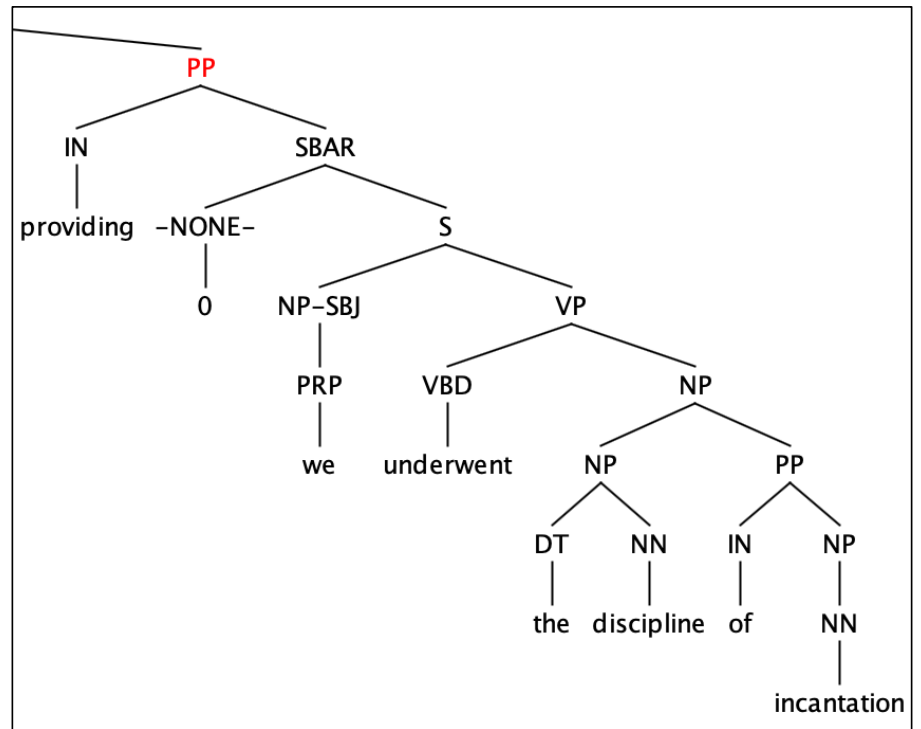 PP
IN SBAR
providing -NONE- S
0 NP-SBJ VP
PRP VBD NP
we underwent NP PP
DT NN IN NP
the discipline of NN
incantation